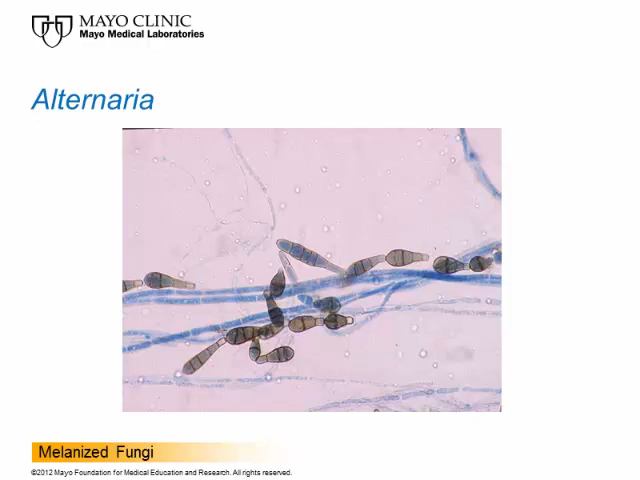 MAYO CLINIC
Mayo Medical Laboratories
Alternaria
Melanized Fungi
©2012 Mayo Foundation for Medical Education and Research. All rights reserved.